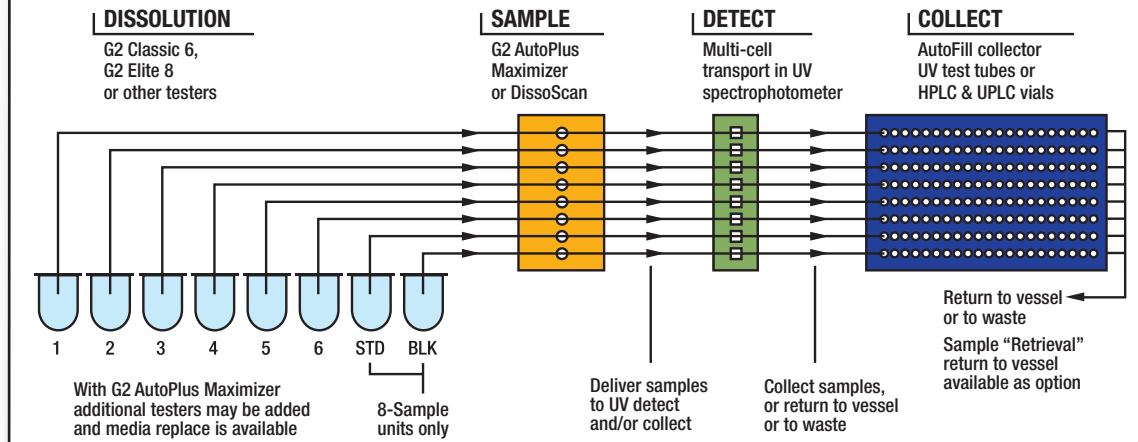 DISSOLUTION
G2 Classic 6,
G2 Elite 8
or other testers
SAMPLE
G2 AutoPlus
Maximizer
or DissoScan
DETECT
Multi-cell
transport in UV
spectrophotometer
COLLECT
AutoFill collector
UV test tubes or
HPLC & UPLC vials
1 2 3 4 5 6 STD BLK
With G2 AutoPlus Maximizer
additional testers may be added
and media replace is available
8-Sample
units only
Deliver samples
to UV detect
and/or collect
Collect samples,
or return to vessel
or to waste
Return to vessel
or to waste
Sample “Retrieval”
return to vessel
available as option